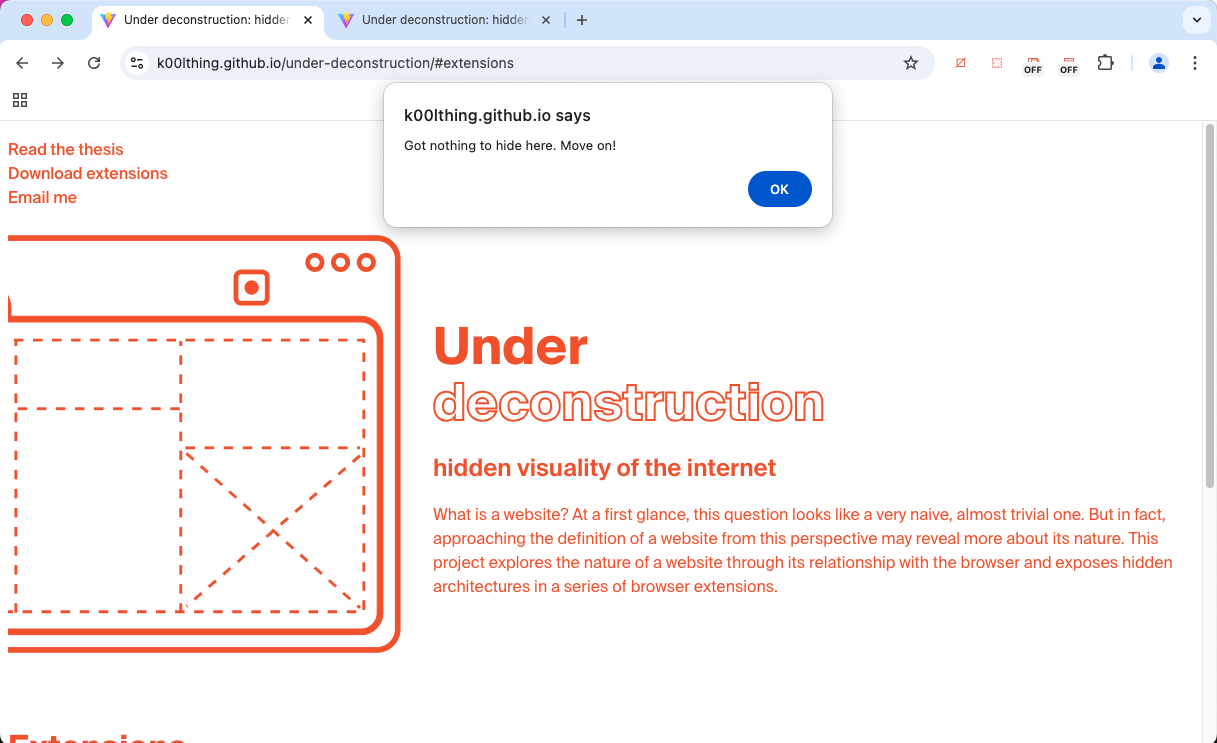 Under deconstruction: hidden
Under deconstruction: hidden
k00lthing.github.io/under-deconstruction/#extensions
OFF
OFF
k00lthing.github.io says
Got nothing to hide here. Move on!
OK
Read the thesis
Download extensions
Email me
Under
deconstruction
hidden visuality of the internet
What is a website? At a first glance, this question looks like a very naive, almost trivial one. But in fact,
approaching the definition of a website from this perspective may reveal more about its nature. This
project explores the nature of a website through its relationship with the browser and exposes hidden
architectures in a series of browser extensions.
Extensions